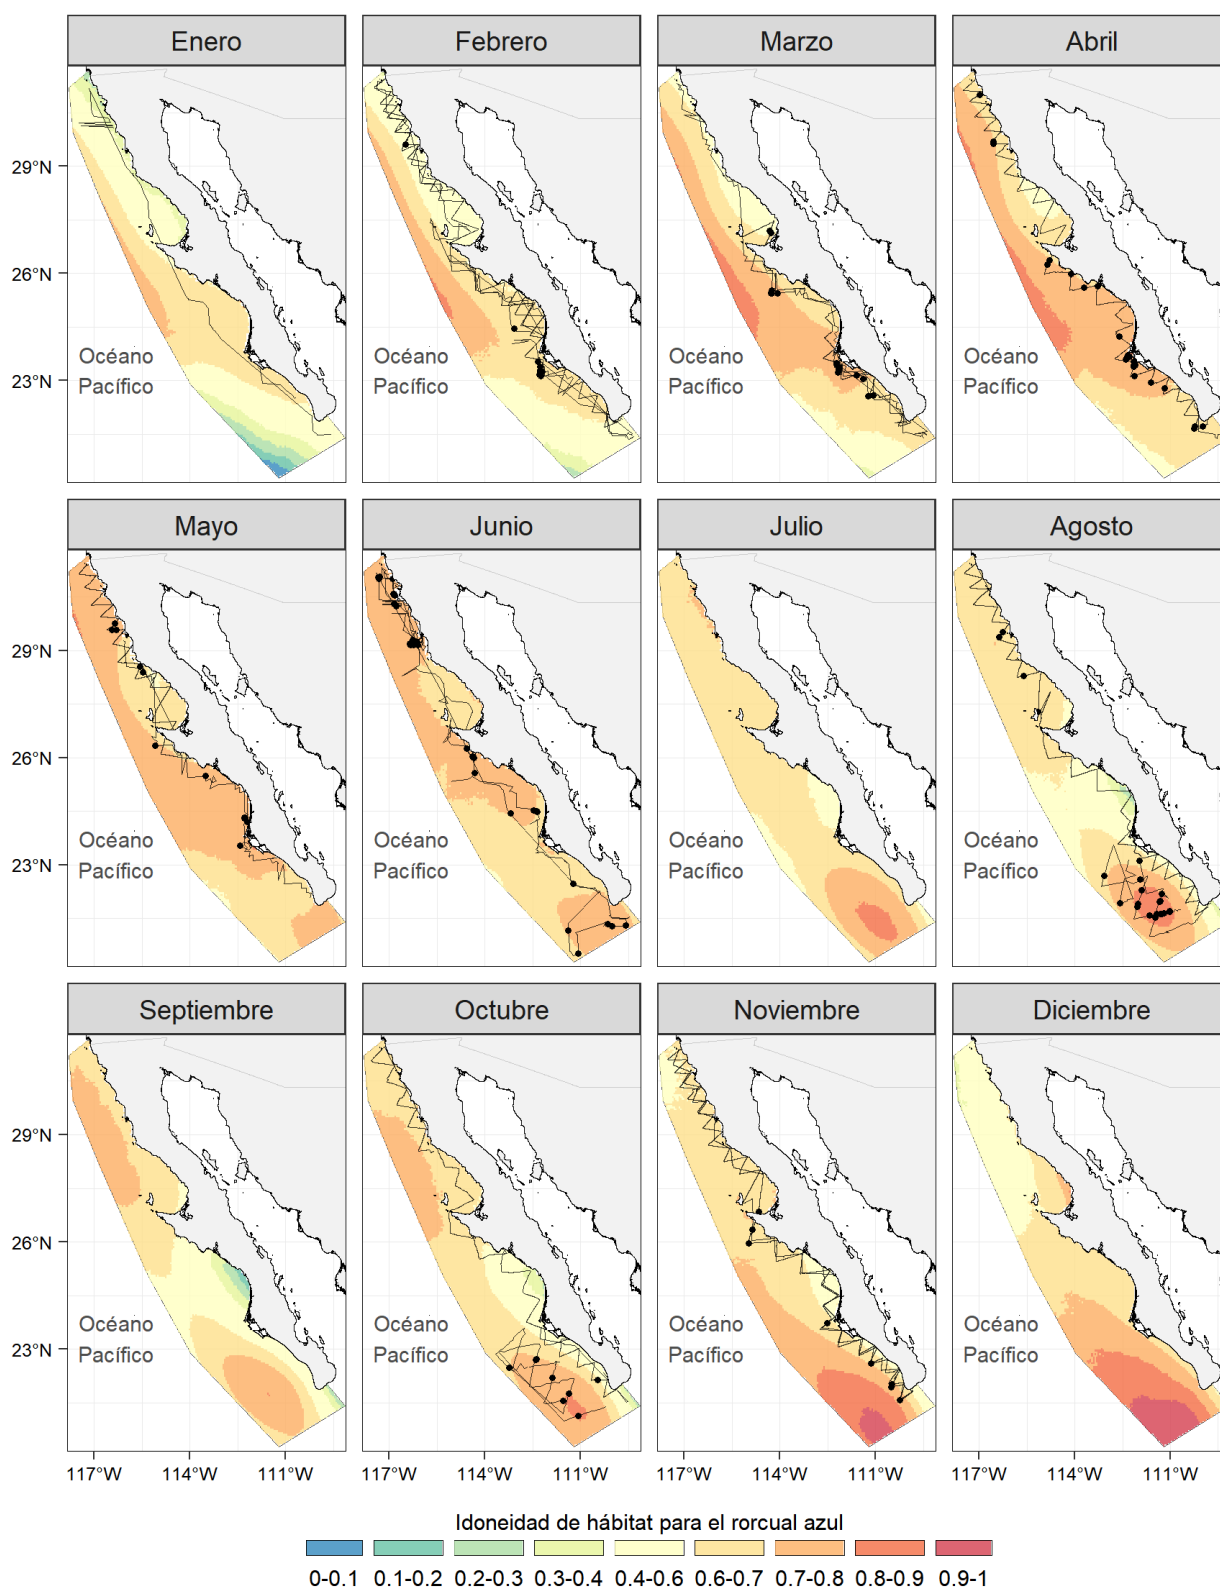 Enero Febrero Marzo Abril
29°N
26°N
Océano Océano Océano Océano
23°N
Pacífico Pacífico Pacífico Pacífico
Mayo Junio Julio Agosto
29°N
26°N
Océano Océano Océano Océano
23°N
Pacífico Pacífico Pacífico Pacífico
Septiembre Octubre Noviembre Diciembre
29°N
26°N
Océano Océano Océano Océano
23°N
Pacífico Pacífico Pacífico Pacífico
117°W 114°W 111°W 117°W 114°W 111°W 117°W 114°W 111°W 117°W 114°W 111°W
Idoneidad de hábitat para el rorcual azul
0-0.1 0.1-0.2 0.2-0.3 0.3-0.4 0.4-0.6 0.6-0.7 0.7-0.8 0.8-0.9 0.9-1